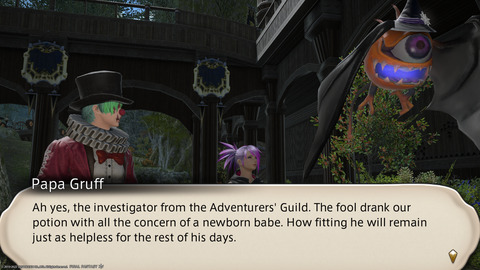 Papa Gruff
Ah yes, the investigator from the Adventurers' Guild. The fool drank our
potion with all the concern of a newborn babe. How fitting he will remain
just as helpless for the rest of his days.